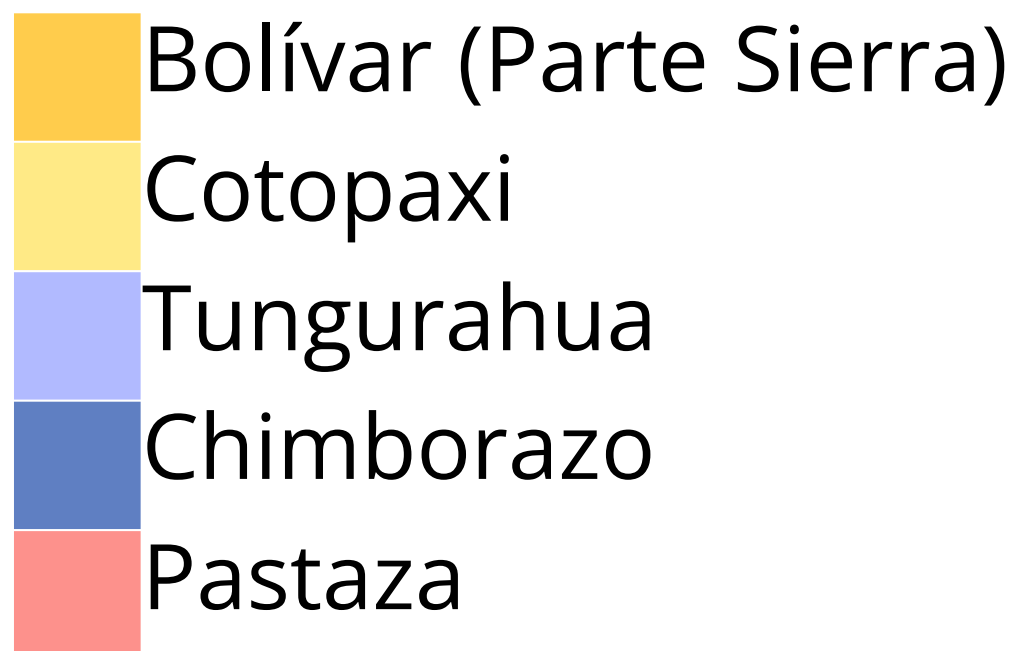 Bolívar (Parte Sierra)
Cotopaxi
Tungurahua
Chimborazo
Pastaza